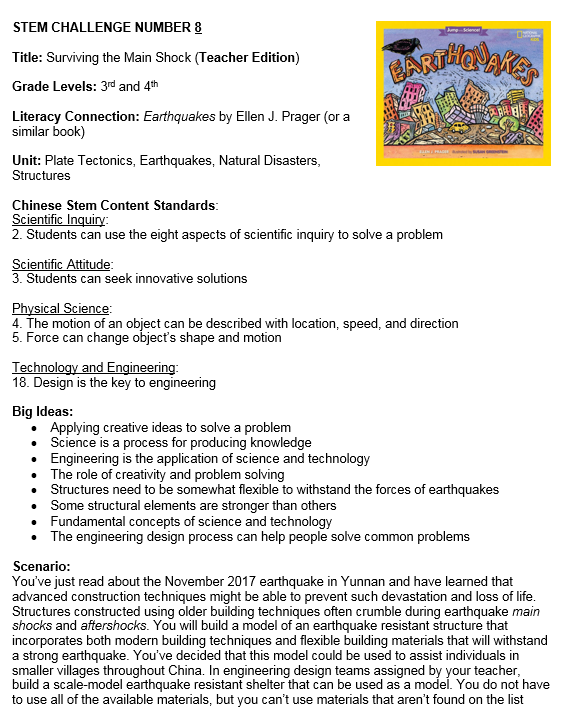 STEM CHALLENGE NUMBER 8
Title: Surviving the Main Shock (Teacher Edition)
Grade Levels: 3rd and 4th
Literacy Connection: Earthquakes by Ellen J. Prager (or a
similar book)
Unit: Plate Tectonics, Earthquakes, Natural Disasters,
Structures
Jump Into Science!
NATIONAL
GEOGRAPHIC
EARTHQUAKES
ELLEN J. PRAGER
Chinese Stem Content Standards:
Scientific Inquiry:
2. Students can use the eight aspects of scientific inquiry to solve a problem
Scientific Attitude:
3. Students can seek innovative solutions
Physical Science:
4. The motion of an object can be described with location, speed, and direction
5. Force can change object's shape and motion
Technology and Engineering:
18. Design is the key to engineering
Big Ideas:
• Applying creative ideas to solve a problem
• Science is a process for producing knowledge
• Engineering is the application of science and technology
• The role of creativity and problem solving
• Structures need to be somewhat flexible to withstand the forces of earthquakes
• Some structural elements are stronger than others
• Fundamental concepts of science and technology
• The engineering design process can help people solve common problems
Scenario:
You've just read about the November 2017 earthquake in Yunnan and have learned that
advanced construction techniques might be able to prevent such devastation and loss of life.
Structures constructed using older building techniques often crumble during earthquake main
shocks and aftershocks. You will build a model of an earthquake resistant structure that
incorporates both modern building techniques and flexible building materials that will withstand
a strong earthquake. You've decided that this model could be used to assist individuals in
smaller villages throughout China. In engineering design teams assigned by your teacher,
build a scale-model earthquake resistant shelter that can be used as a model. You do not have
to use all of the available materials, but you can't use materials that aren't found on the list